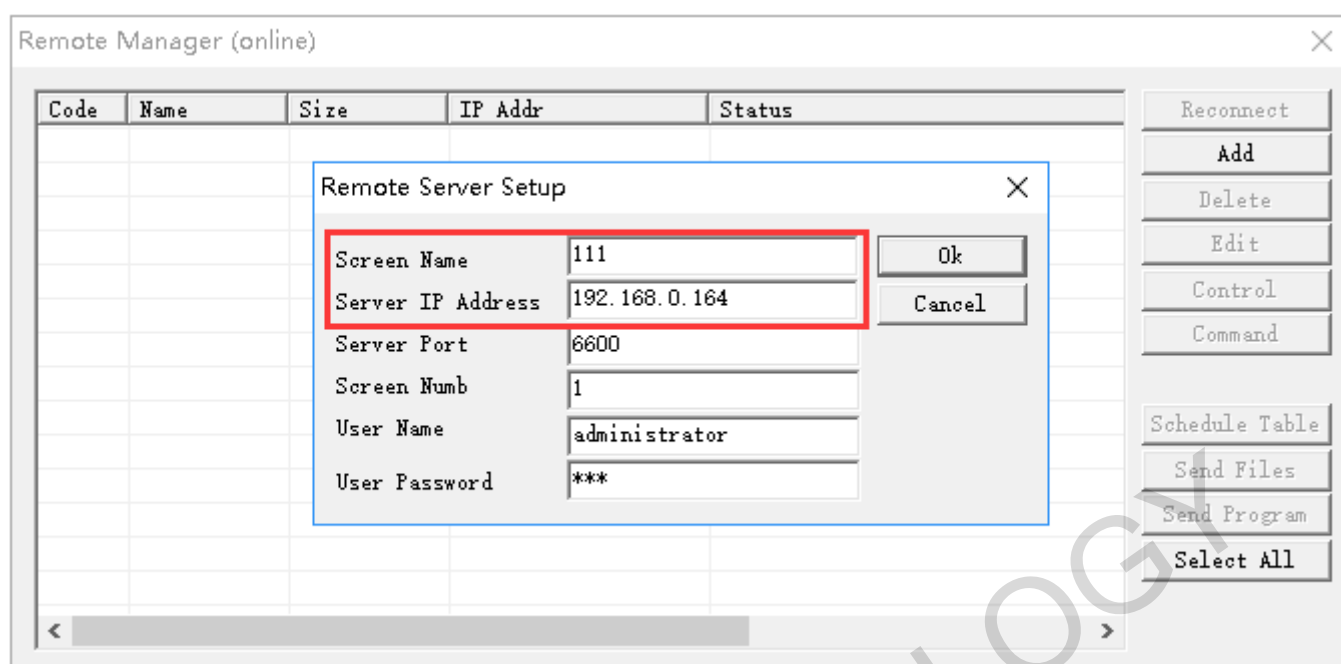 Remote Manager (online)
Code Name Size IP Addr Status
Reconnect
Add
Delete
Edit
Control
Command
Schedule Table
Send Files
Send Program
Select All
Remote Server Setup
Screen Name 111
Server IP Address 192.168.0.164
Server Port 6600
Screen Numb 1
User Name administrator
User Password ***
Ok
Cancel
LOGY